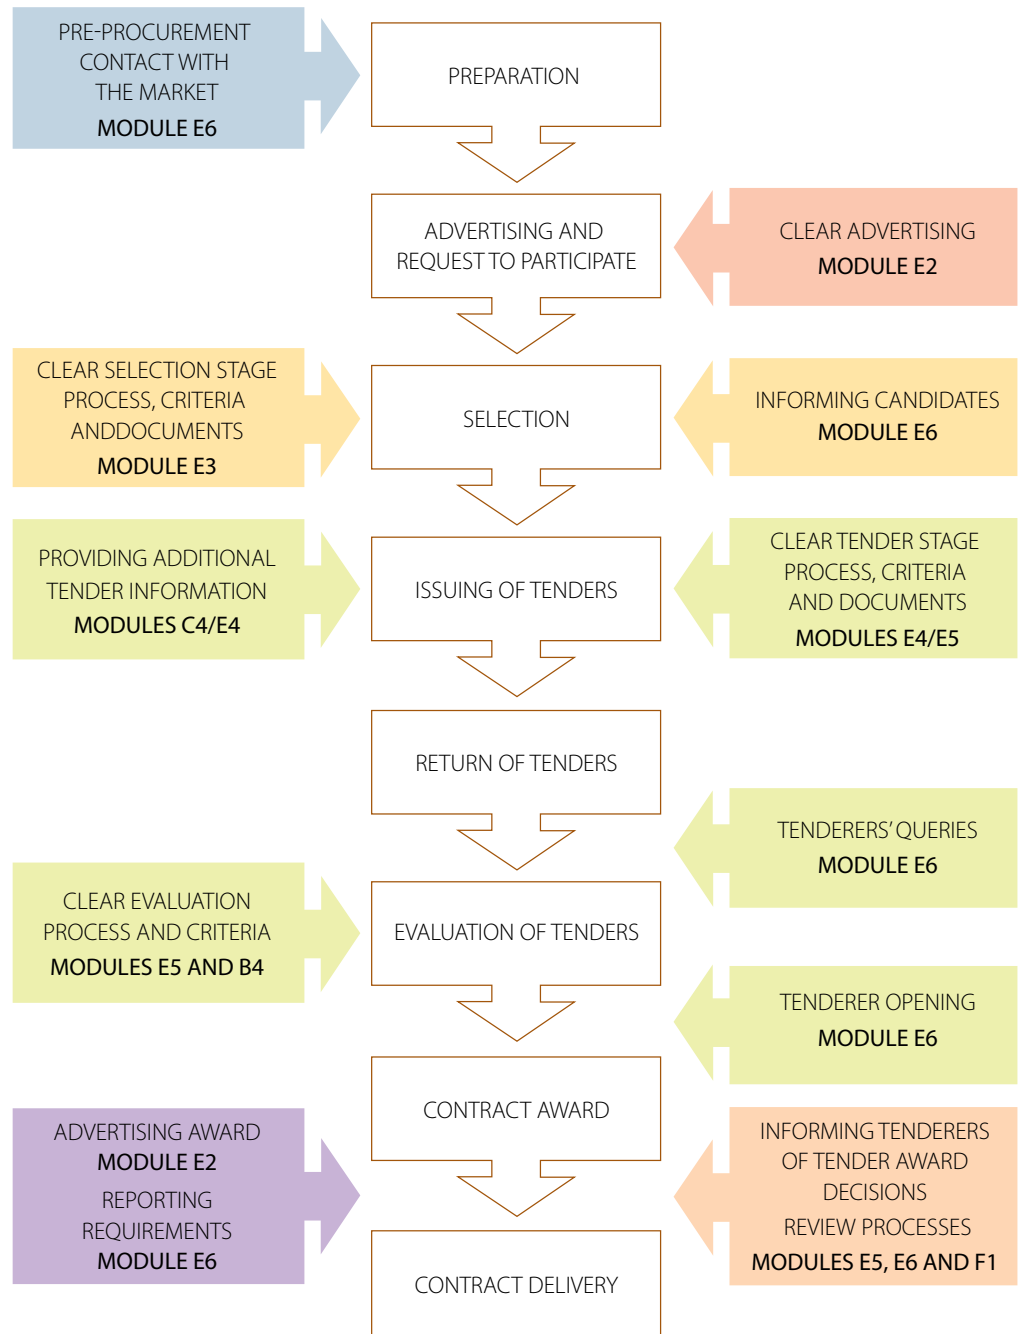 PRE-PROCUREMENT
CONTACT WITH
THE MARKET
MODULE E6
PREPARATION
ADVERTISING AND
REQUEST TO PARTICIPATE
CLEAR ADVERTISING
MODULE E2
CLEAR SELECTION STAGE
PROCESS, CRITERIA
ANDDOCUMENTS
MODULE E3
SELECTION
INFORMING CANDIDATES
MODULE E6
PROVIDING ADDITIONAL
TENDER INFORMATION
MODULES C4/E4
ISSUING OF TENDERS
CLEAR TENDER STAGE
PROCESS, CRITERIA
AND DOCUMENTS
MODULES E4/E5
RETURN OF TENDERS
TENDERERS' QUERIES
MODULE E6
CLEAR EVALUATION
PROCESS AND CRITERIA
MODULES E5 AND B4
EVALUATION OF TENDERS
TENDERER OPENING
MODULE E6
CONTRACT AWARD
ADVERTISING AWARD
MODULE E2
REPORTING
REQUIREMENTS
MODULE E6
INFORMING TENDERERS
OF TENDER AWARD
DECISIONS
REVIEW PROCESSES
MODULES E5, E6 AND F1
CONTRACT DELIVERY